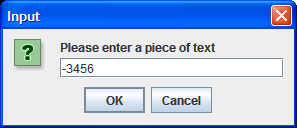 Input
Please enter a piece of text
-3456
OK Cancel